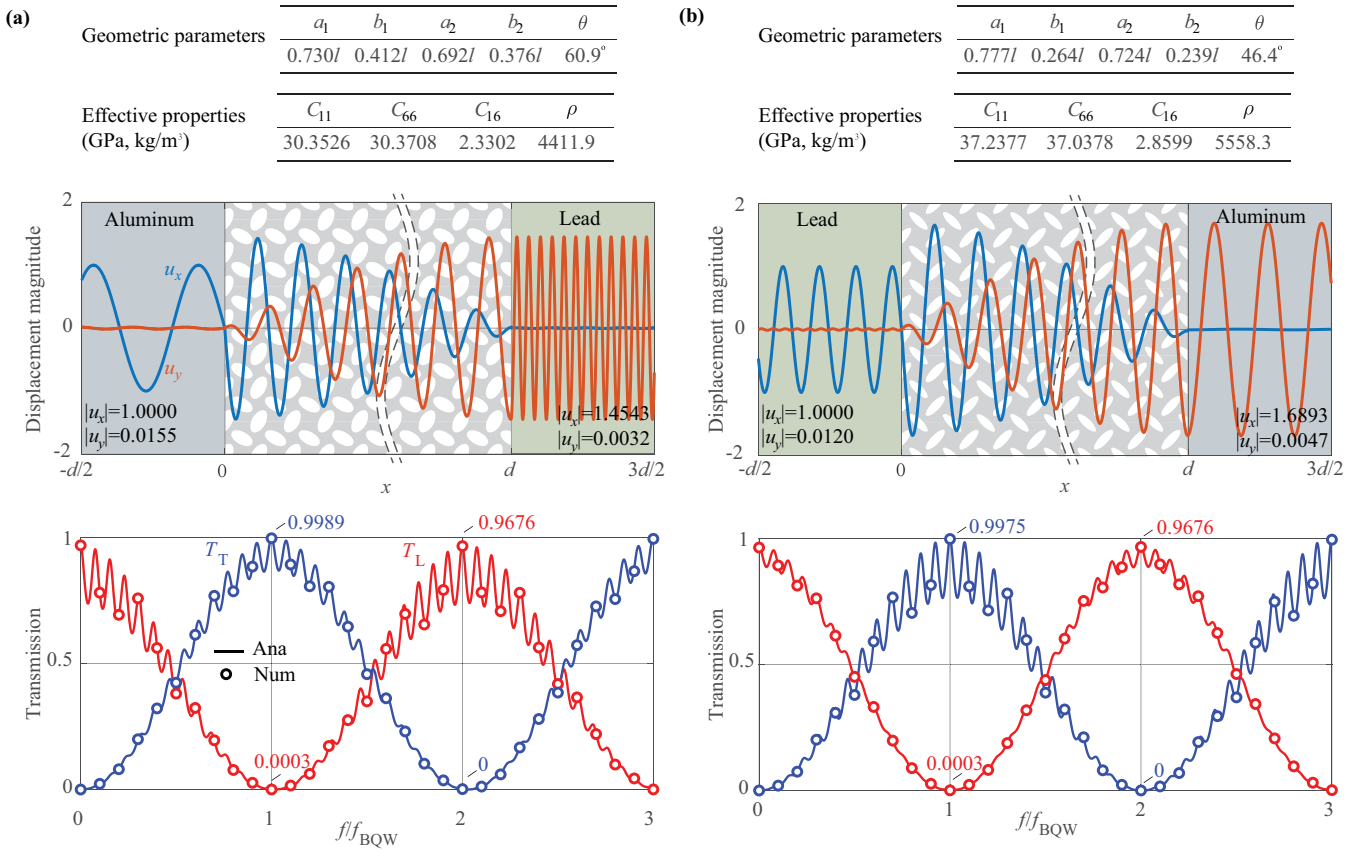 (a)
Geometric parameters
a1 b1 a2 b2 θ
0.730l 0.412l 0.692l 0.376l 60.9°
Effective properties
(GPa, kg/m³)
C11 C66 C16 ρ
30.3526 30.3708 2.3302 4411.9
Displacement magnitude
2
0
-2
Aluminum
Lead
ux
uy
|ux|=1.0000
|uy|=0.0155
|ux|=1.4543
|uy|=0.0032
-d/2 0 d 3d/2
x
Transmission
1
0.5
0
0.9989
0.9676
TT
TL
Ana
Num
0.0003
0
0 1 2 3
f/fBQW
(b)
Geometric parameters
a1 b1 a2 b2 θ
0.777l 0.264l 0.724l 0.239l 46.4°
Effective properties
(GPa, kg/m³)
C11 C66 C16 ρ
37.2377 37.0378 2.8599 5558.3
Displacement magnitude
2
0
-2
Lead
Aluminum
|ux|=1.0000
|uy|=0.0120
|ux|=1.6893
|uy|=0.0047
-d/2 0 d 3d/2
x
Transmission
1
0.5
0
0.9975
0.9676
0.0003
0
0 1 2 3
f/fBQW